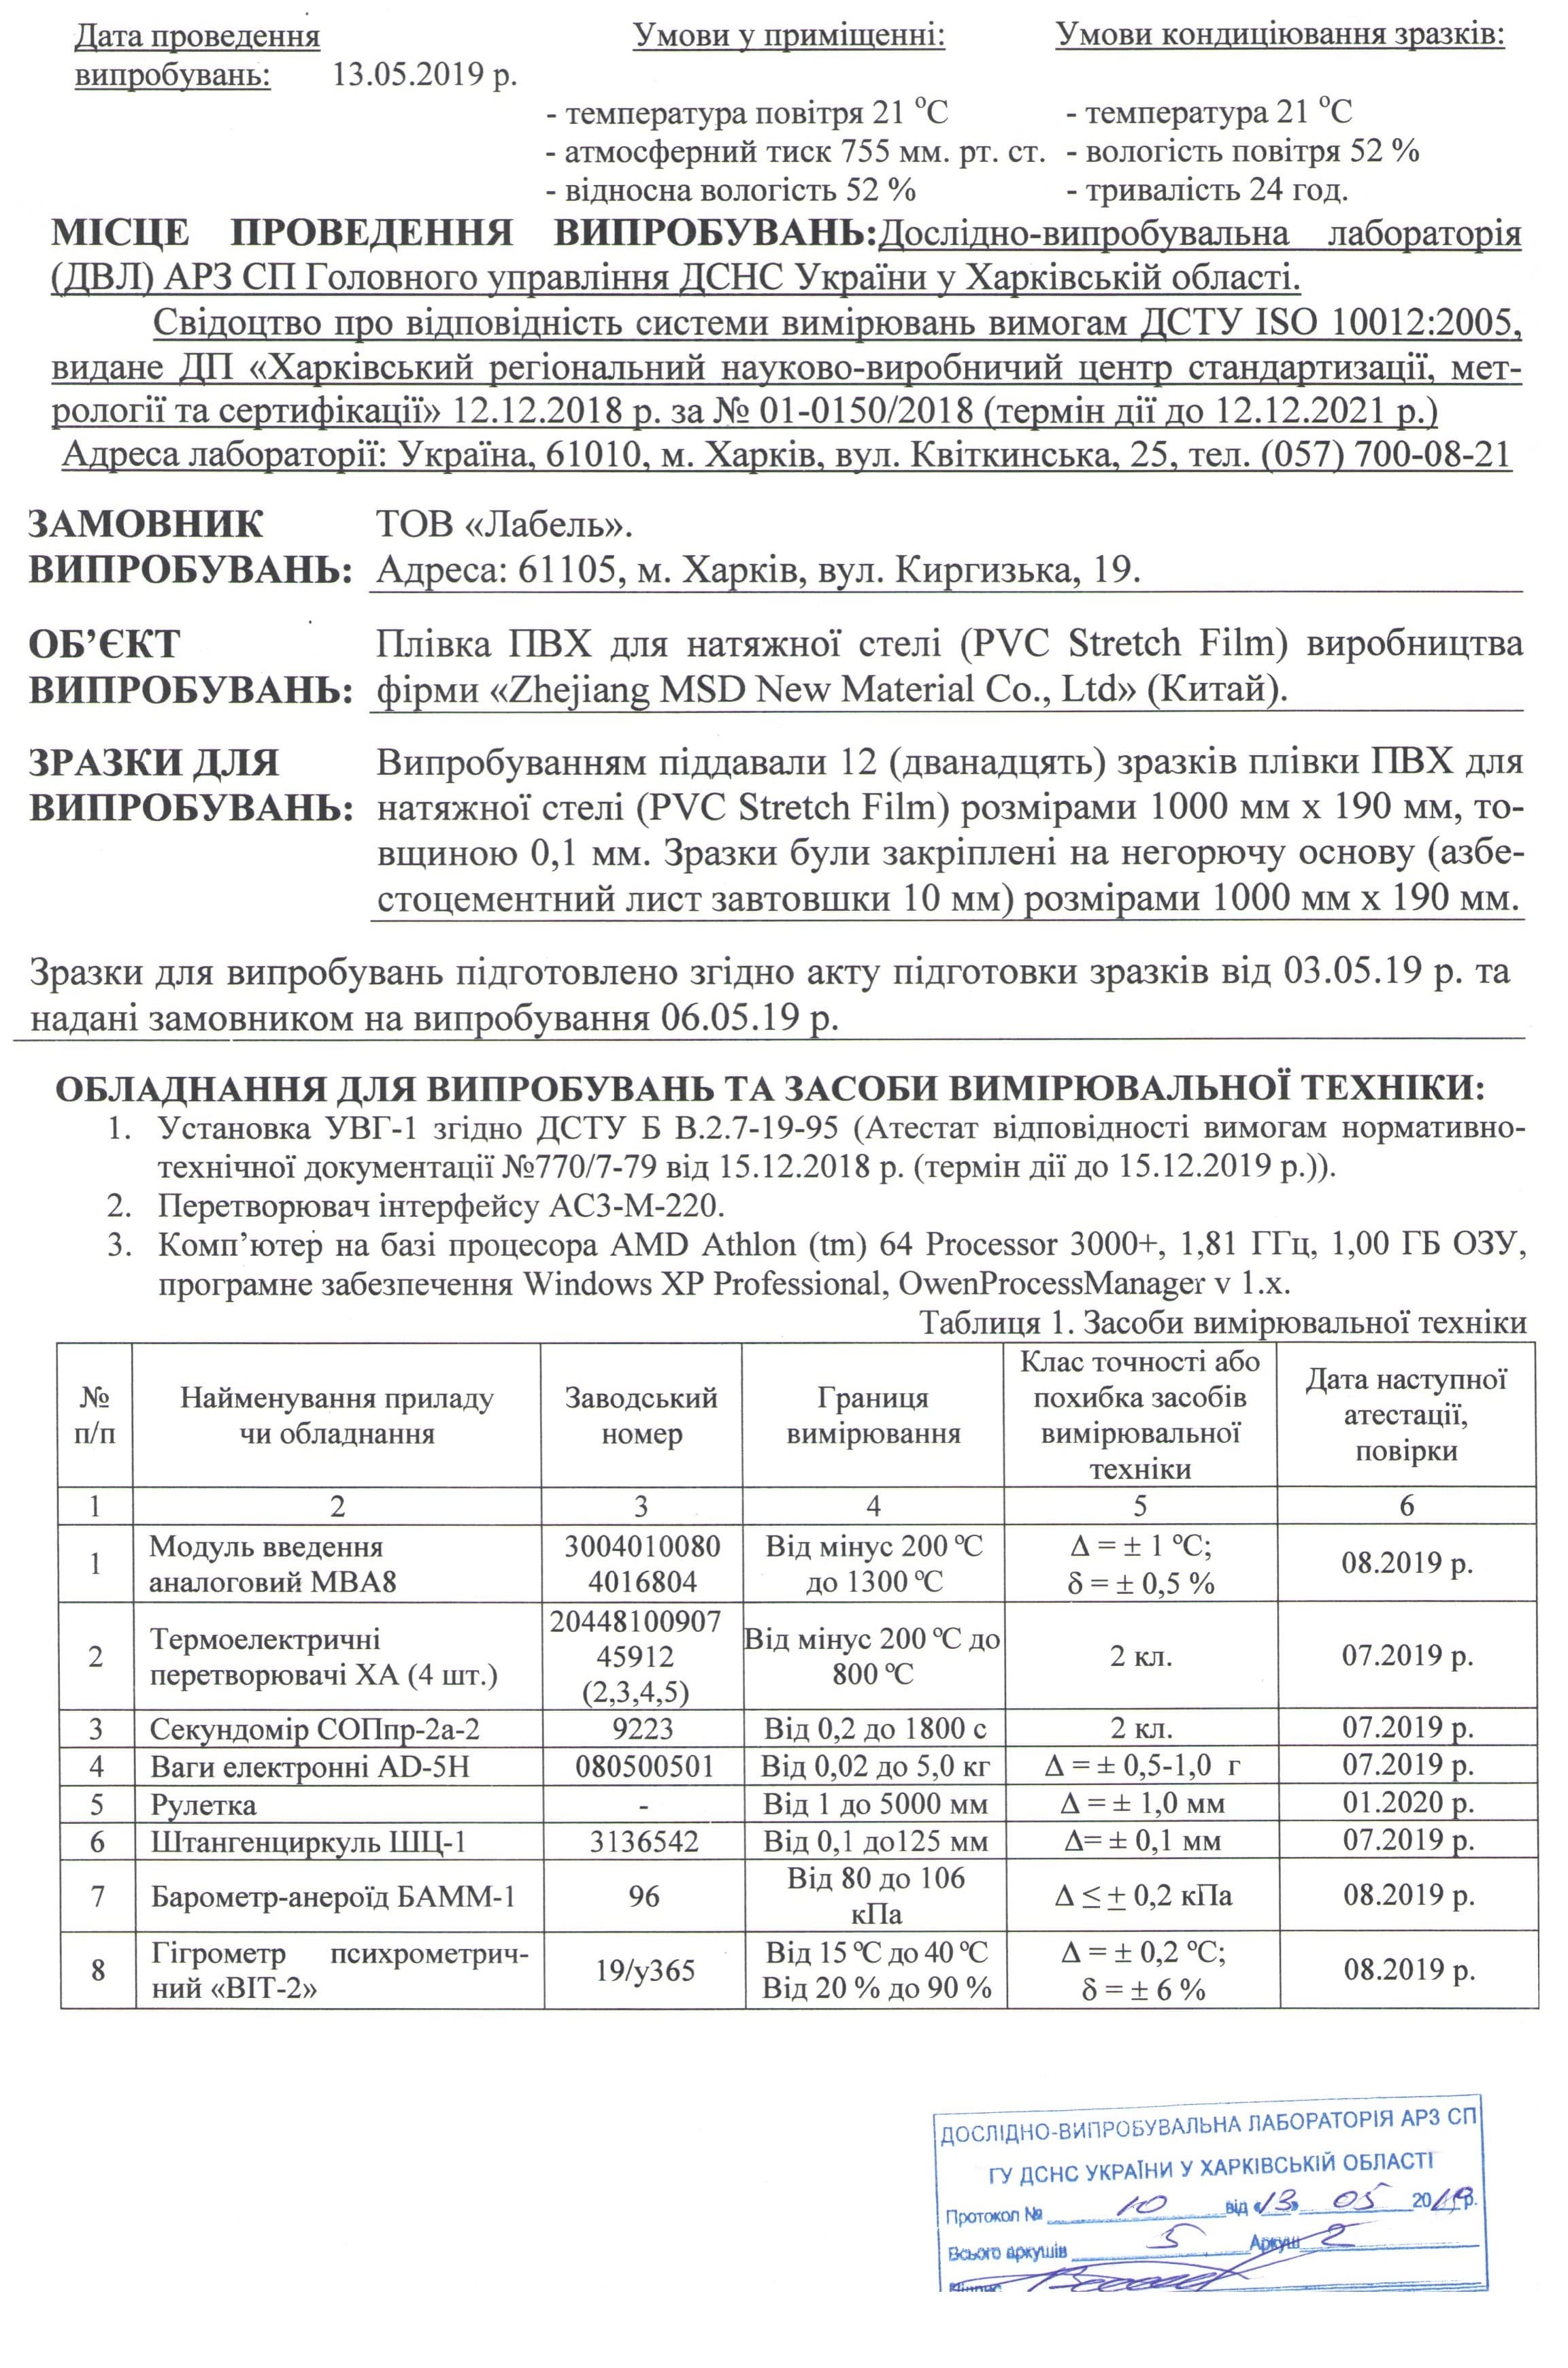 Дата проведення
випробувань: 13.05.2019 р.
Умови у приміщенні:
- температура повітря 21 °С
- атмосферний тиск 755 мм. рт. ст.
- відносна вологість 52 %
Умови кондиціювання зразків:
- температура 21 °С
- вологість повітря 52 %
- тривалість 24 год.
МІСЦЕ ПРОВЕДЕННЯ ВИПРОБУВАНЬ:Дослідно-випробувальна лабораторія
(ДВЛ) АРЗ СП Головного управління ДСНС України у Харківській області.
Свідоцтво про відповідність системи вимірювань вимогам ДСТУ ISO 10012:2005,
видане ДП «Харківський регіональний науково-виробничий центр стандартизації, мет-
рології та сертифікації» 12.12.2018 р. за № 01-0150/2018 (термін дії до 12.12.2021 р.)
Адреса лабораторії: Україна, 61010, м. Харків, вул. Квіткинська, 25, тел. (057) 700-08-21
ЗАМОВНИК ТОВ «Лабель».
ВИПРОБУВАНЬ: Адреса: 61105, м. Харків, вул. Киргизька, 19.
ОБ’ЄКТ Плівка ПВХ для натяжної стелі (PVC Stretch Film) виробництва
ВИПРОБУВАНЬ: фірми «Zhejiang MSD New Material Co., Ltd» (Китай).
ЗРАЗКИ ДЛЯ Випробуванням піддавали 12 (дванадцять) зразків плівки ПВХ для
ВИПРОБУВАНЬ: натяжної стелі (PVC Stretch Film) розмірами 1000 мм х 190 мм, то-
вщиною 0,1 мм. Зразки були закріплені на негорючу основу (азбе-
стоцементний лист завтовшки 10 мм) розмірами 1000 мм х 190 мм.
Зразки для випробувань підготовлено згідно акту підготовки зразків від 03.05.19 р. та
надані замовником на випробування 06.05.19 р.
ОБЛАДНАННЯ ДЛЯ ВИПРОБУВАНЬ ТА ЗАСОБИ ВИМІРЮВАЛЬНОЇ ТЕХНІКИ:
1. Установка УВГ-1 згідно ДСТУ Б В.2.7-19-95 (Атестат відповідності вимогам нормативно-
технічної документації №770/7-79 від 15.12.2018 р. (термін дії до 15.12.2019 р.)).
2. Перетворювач інтерфейсу АС3-М-220.
3. Комп’ютер на базі процесора AMD Athlon (tm) 64 Processor 3000+, 1,81 ГГц, 1,00 ГБ ОЗУ,
програмне забезпечення Windows XP Professional, OwenProcessManager v 1.x.
Таблиця 1. Засоби вимірювальної техніки
№
п/п
Найменування приладу
чи обладнання
Заводський
номер
Границя
вимірювання
Клас точності або
похибка засобів
вимірювальної
техніки
Дата наступної
атестації,
повірки
1 2 3 4 5 6
1
Модуль введення
аналоговий МВА8
3004010080
4016804
Від мінус 200 °С
до 1300 °С
Δ = ± 1 °С;
δ = ± 0,5 %
08.2019 р.
2
Термоелектричні
перетворювачі ХА (4 шт.)
20448100907
45912
(2,3,4,5)
Від мінус 200 °С до
800 °С
2 кл.
07.2019 р.
3 Секундомір СОПпр-2а-2 9223 Від 0,2 до 1800 с 2 кл. 07.2019 р.
4 Ваги електронні AD-5H 080500501 Від 0,02 до 5,0 кг Δ = ± 0,5-1,0 г 07.2019 р.
5 Рулетка - Від 1 до 5000 мм Δ = ± 1,0 мм 01.2020 р.
6 Штангенциркуль ШЦ-1 3136542 Від 0,1 до125 мм Δ= ± 0,1 мм 07.2019 р.
7
Барометр-анероїд БАММ-1
96
Від 80 до 106
кПа
Δ ≤ ± 0,2 кПа
08.2019 р.
8
Гігрометр психрометрич-
ний «ВІТ-2»
19/у365
Від 15 °С до 40 °С
Від 20 % до 90 %
Δ = ± 0,2 °С;
δ = ± 6 %
08.2019 р.
ДОСЛІДНО-ВИПРОБУВАЛЬНА ЛАБОРАТОРІЯ АРЗ СП
ГУ ДСНС УКРАЇНИ У ХАРКІВСЬКІЙ ОБЛАСТІ
Протокол № 10 від «13» 05 2019 р.
Всього аркушів 5 Аркуш 2